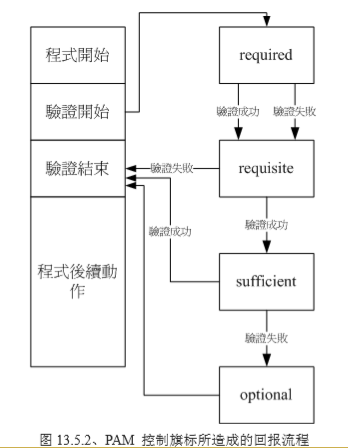 程式開始
required
驗證開始
驗證成功
驗證失敗
驗證結束
驗證失敗
requisite
驗證成功
驗證成功
程式後續動
作
sufficient
驗證失敗
optional
图 13.5.2、PAM 控制旗标所造成的回报流程